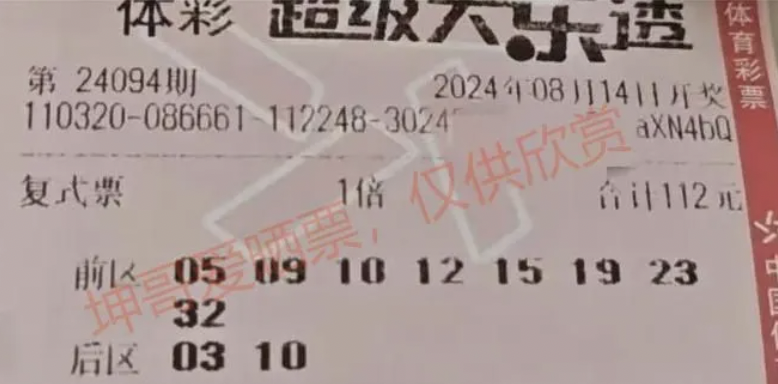 体彩 超级大乐透
第 24094期
2024年08月14日开奖
110320-086661-112248-3024
aXN4bQ
复式票 1倍 合计112元
前区 05 09 10 12 15 19 23
32
后区 03 10
坤哥爱晒票，仅供欣赏
体育彩票
中国体